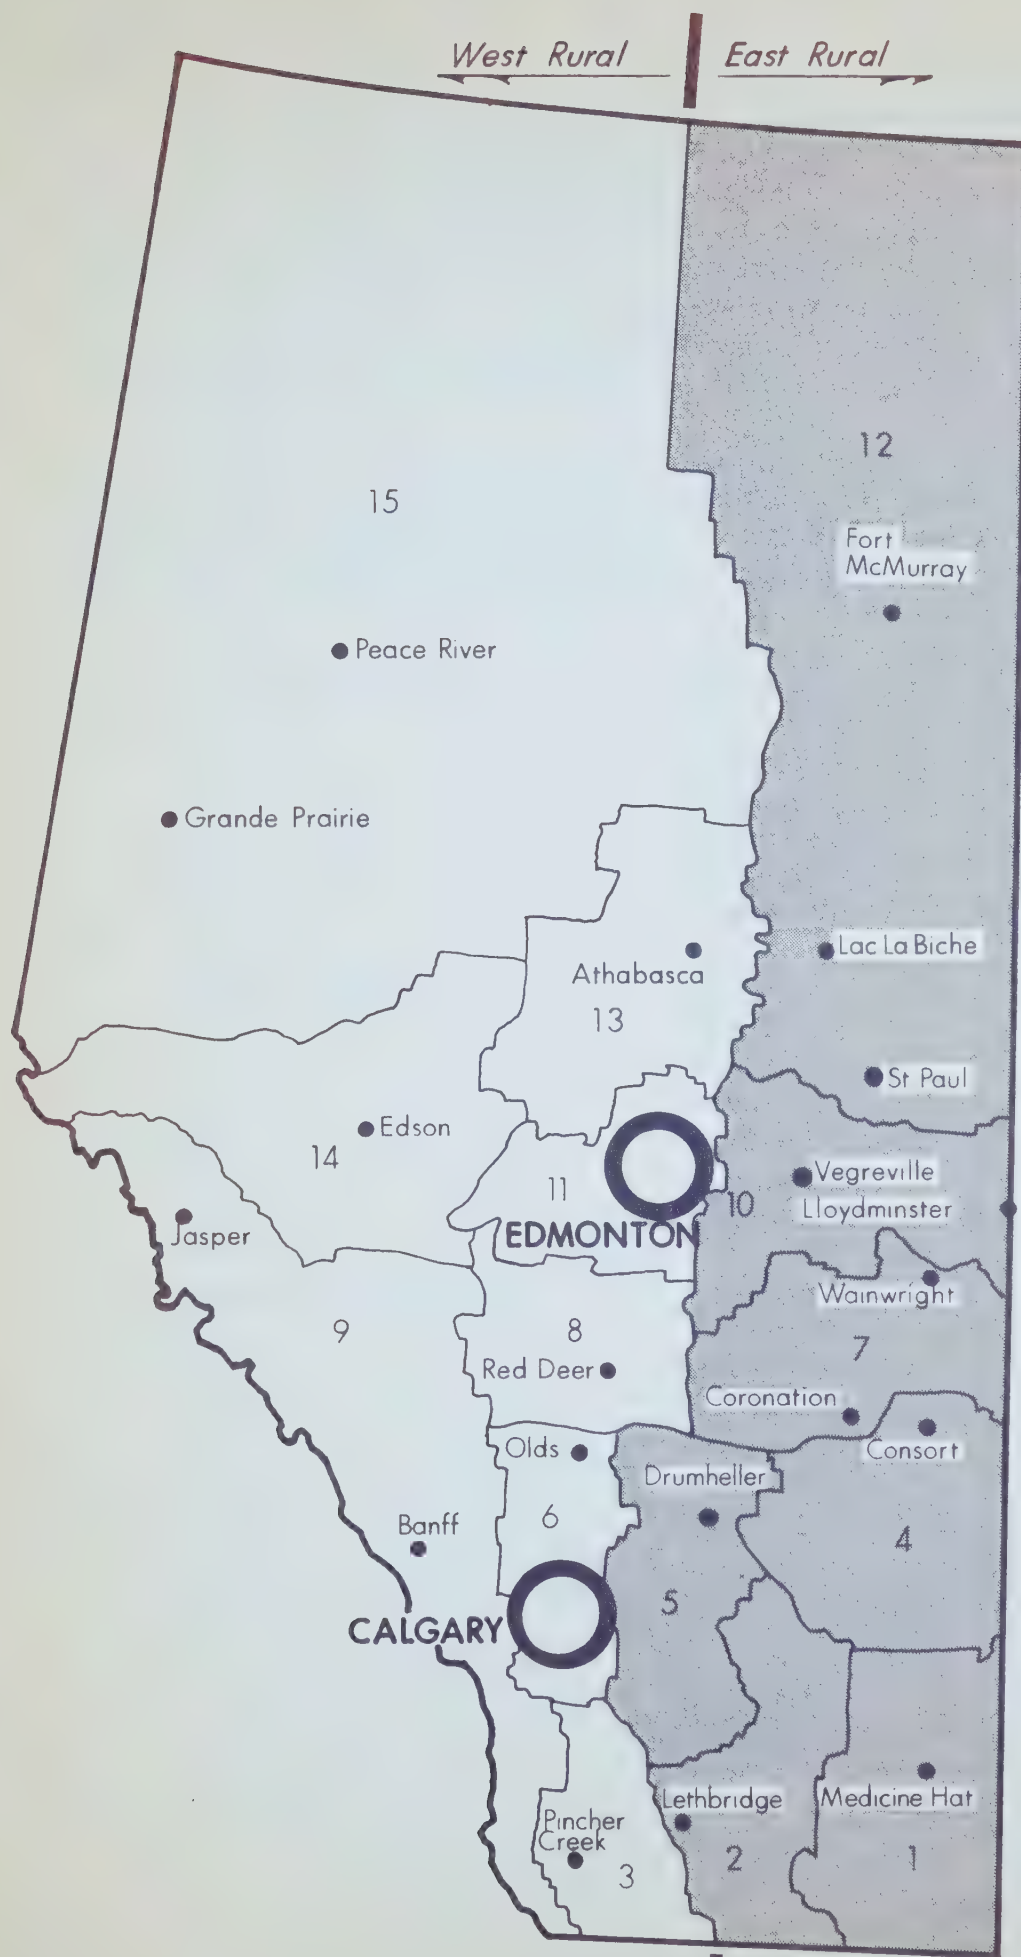 West Rural
East Rural
12
15
Fort
McMurray
Peace River
Grande Prairie
Lac La Biche
Athabasca
13
St Paul
Edson
14
Vegreville
11
10
Lloydminster
Jasper
EDMONTON
Wainwright
9
8
7
Red Deer
Coronation
Olds
Consort
Drumheller
6
Banff
4
5
CALGARY
Lethbridge
Medicine Hat
Pincher
Creek
2
1
3